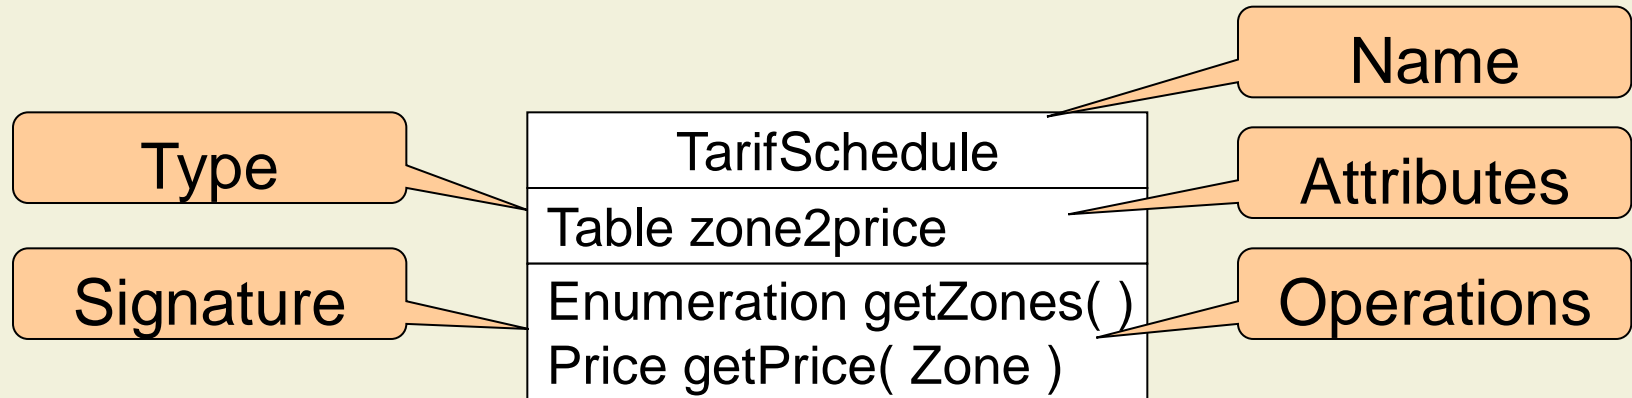 Name
TarifSchedule
Type
Attributes
Table zone2price
Signature
Enumeration getZones( )
Operations
Price getPrice( Zone )